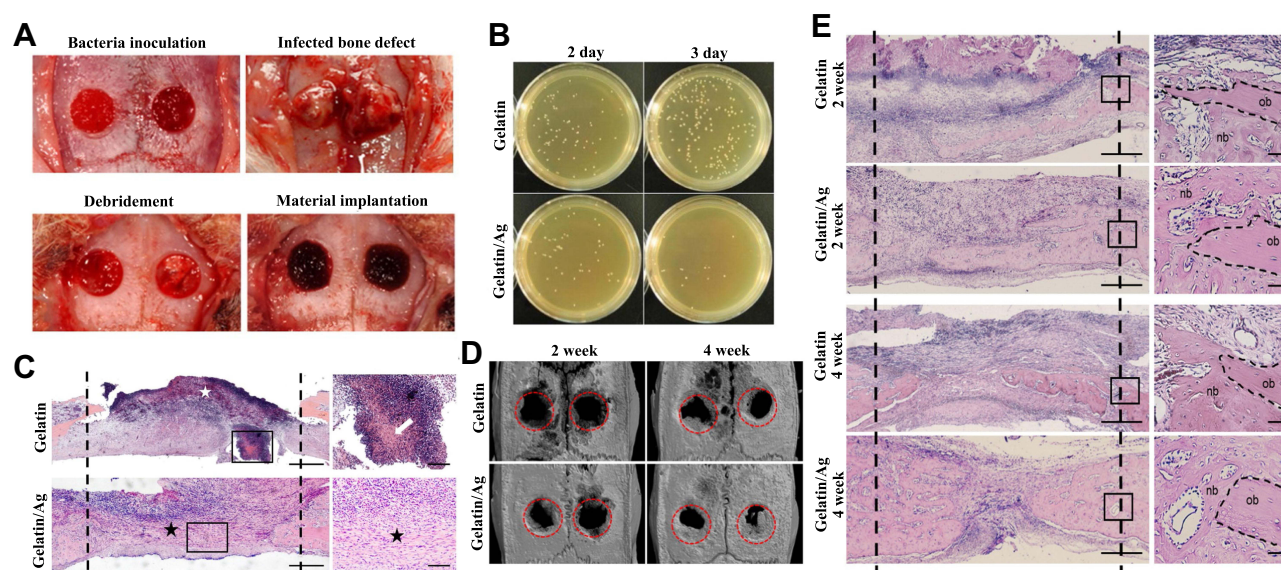 A
Bacteria inoculation
Infected bone defect
Debridement
Material implantation
B
2 day
3 day
Gelatin
Gelatin/Ag
C
Gelatin
Gelatin/Ag
D
2 week
4 week
Gelatin
Gelatin/Ag
E
Gelatin
2 week
ob
nb
Gelatin/Ag
2 week
nb
ob
Gelatin
4 week
ob
nb
Gelatin/Ag
4 week
nb
ob